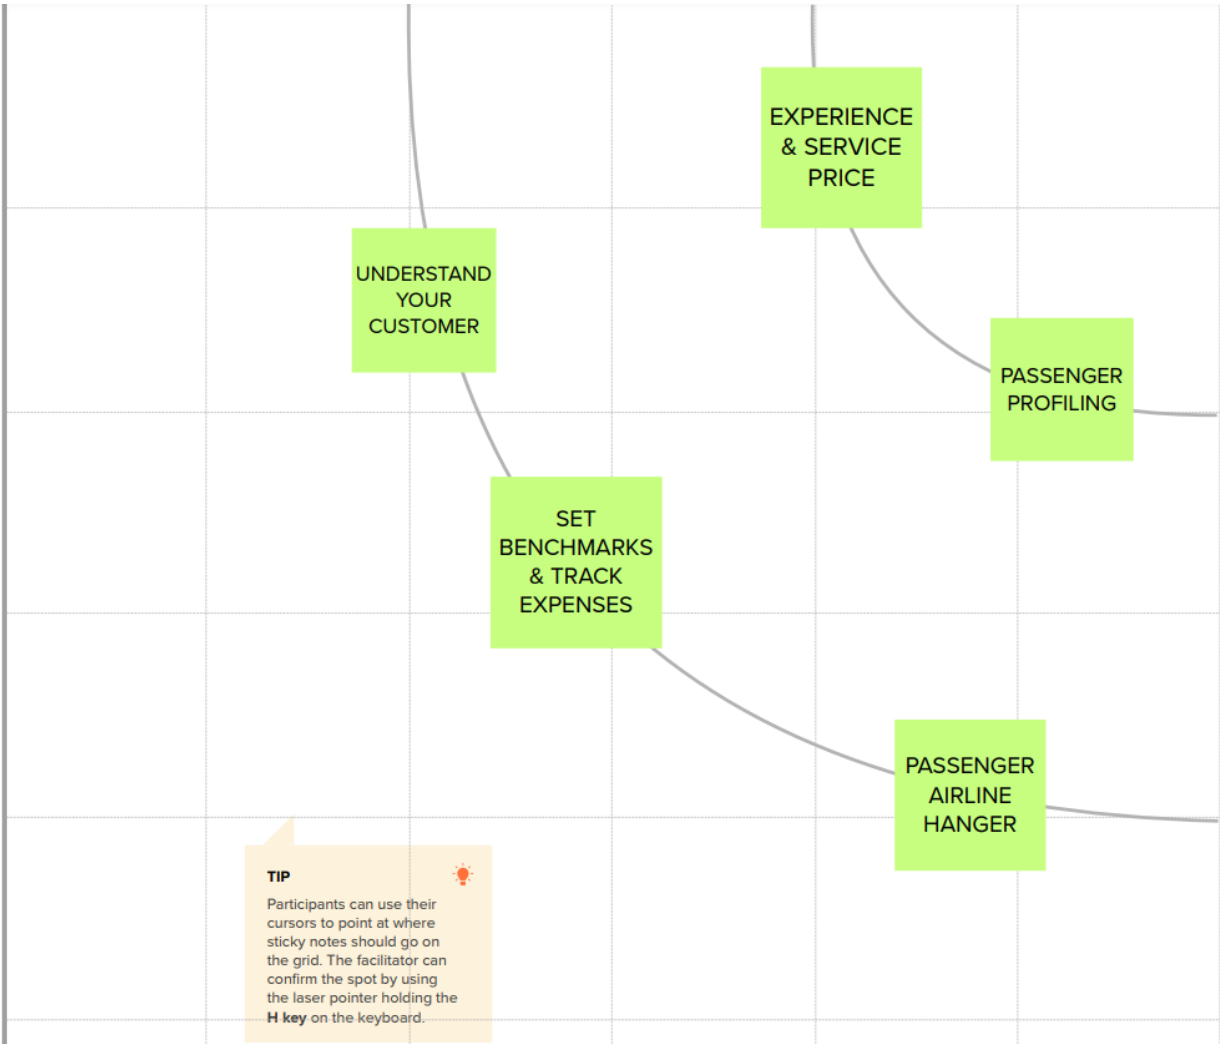 EXPERIENCE
& SERVICE
PRICE
UNDERSTAND
YOUR
CUSTOMER
PASSENGER
PROFILING
SET
BENCHMARKS
& TRACK
EXPENSES
PASSENGER
AIRLINE
HANGER
TIP
Participants can use their
cursors to point at where
sticky notes should go on
the grid. The facilitator can
confirm the spot by using
the laser pointer holding the
H key on the keyboard.